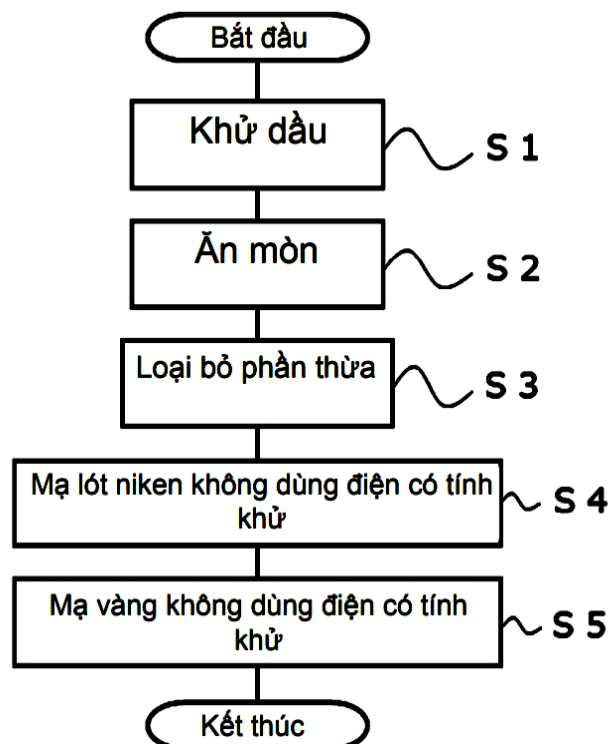 Bắt đầu
Khử dầu
S 1
Ăn mòn
S 2
Loại bỏ phần thừa
S 3
Mạ lót niken không dùng điện có tính
khử
S 4
Mạ vàng không dùng điện có tính
khử
S 5
Kết thúc